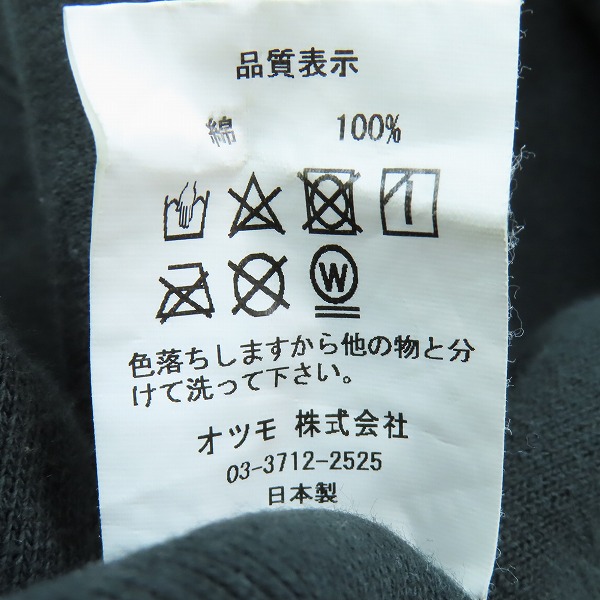 品質表示
綿 100%
W
色落ちしますから他の物と分
けて洗って下さい。
オツモ 株式会社
03-3712-2525
日本製